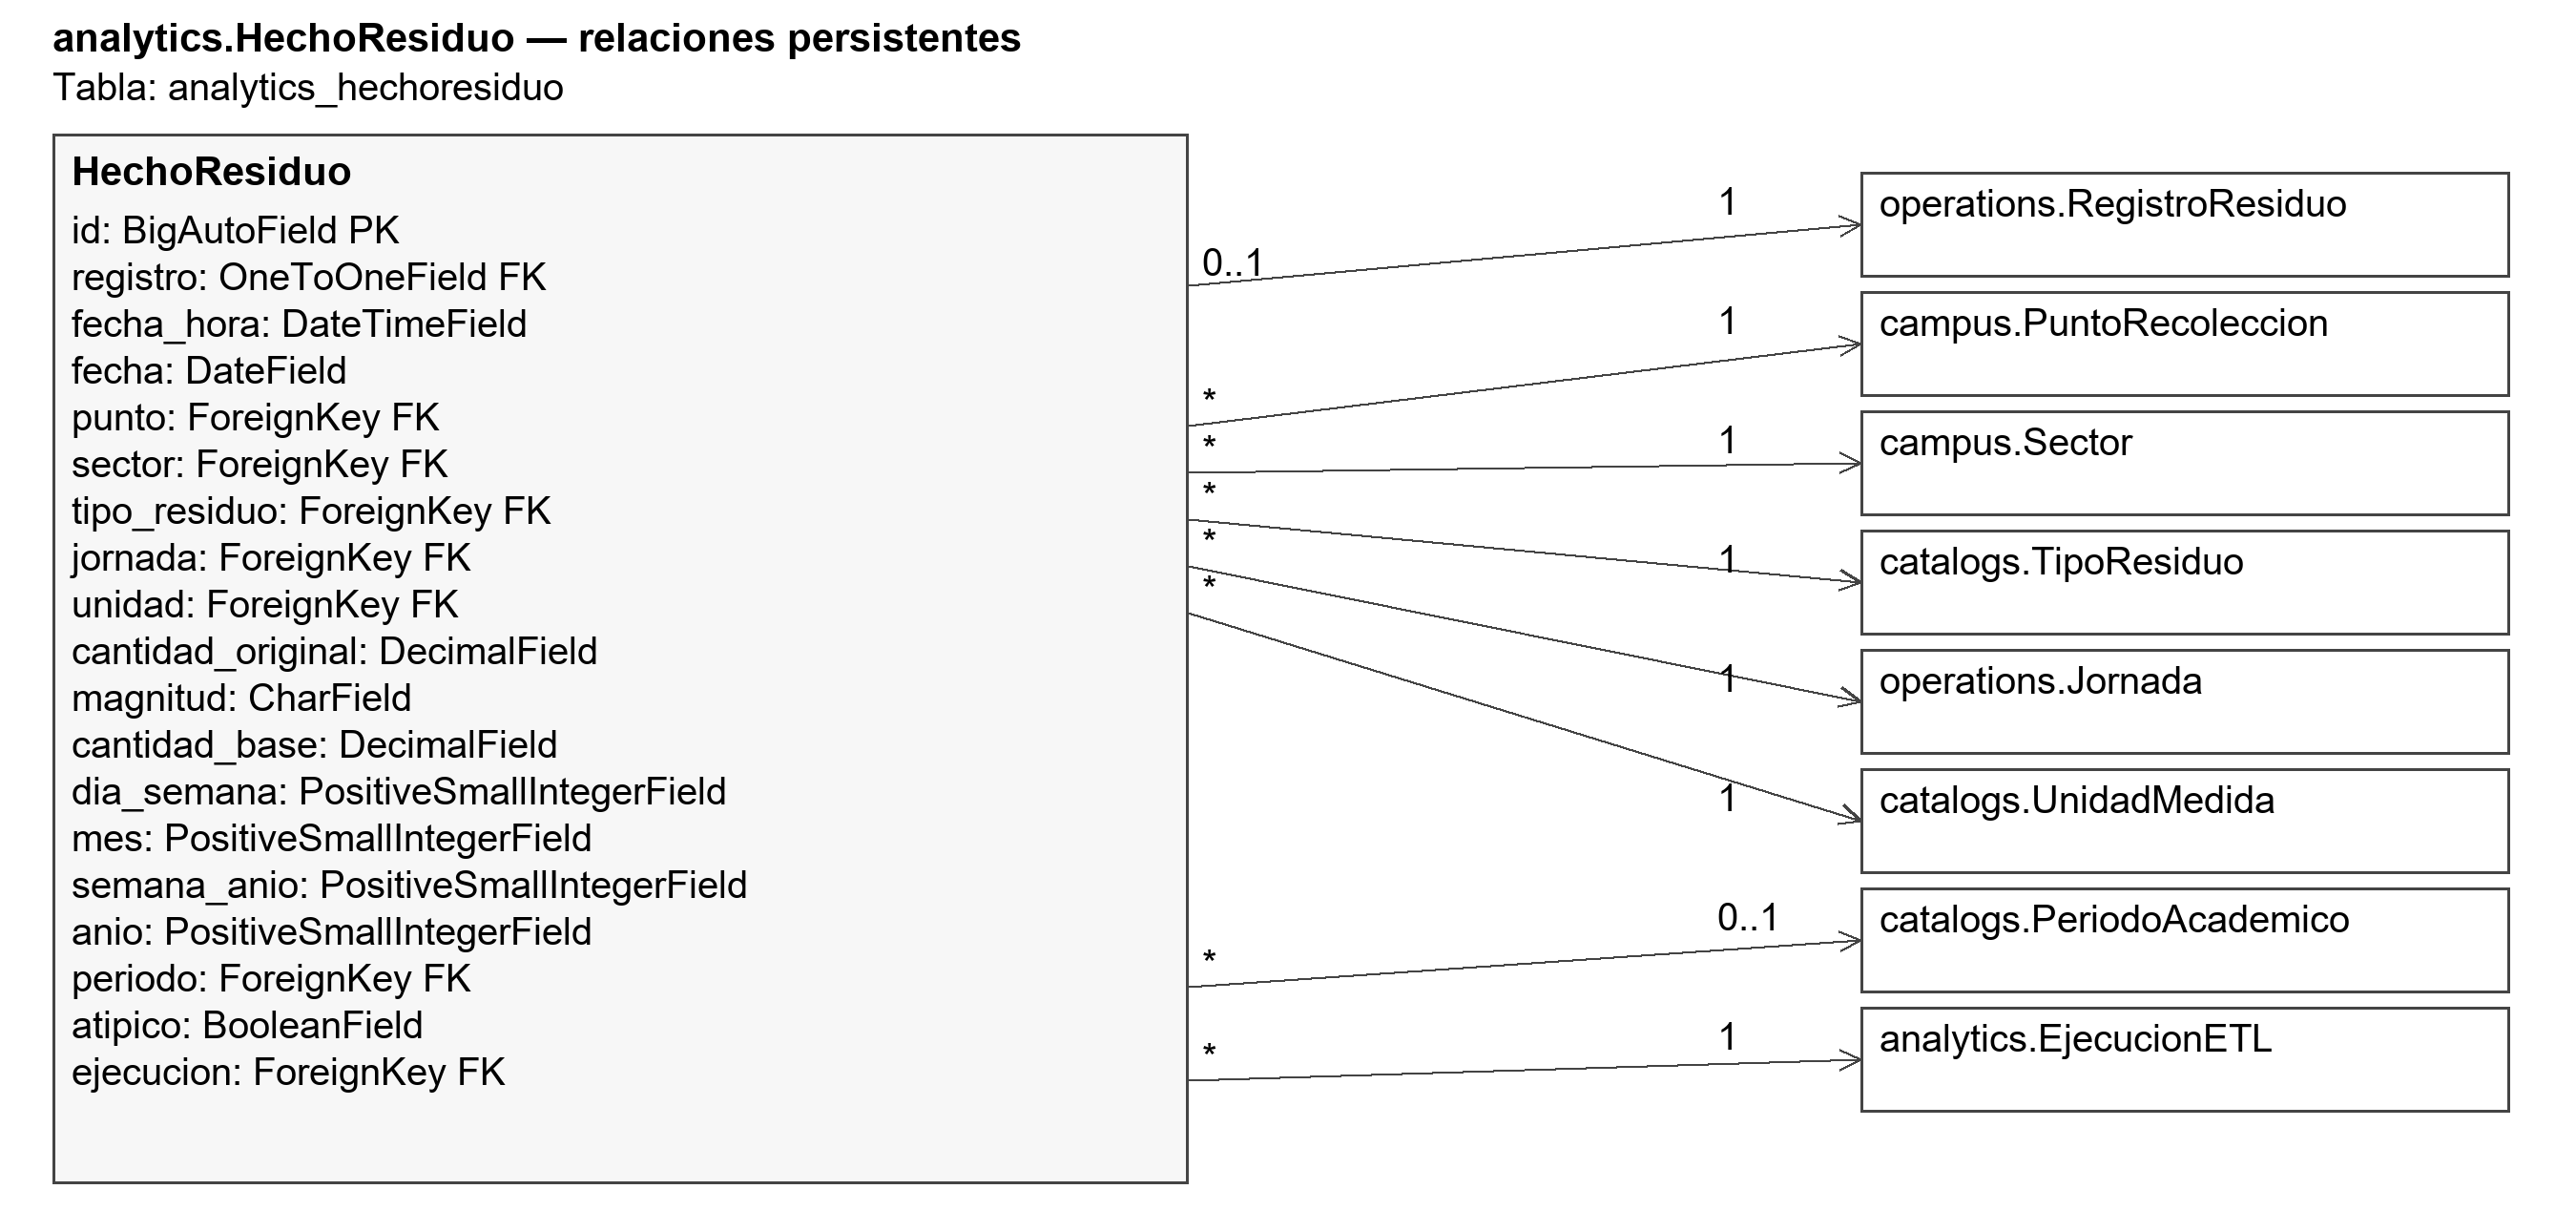 analytics.HechoResiduo — relaciones persistentes
Tabla: analytics_hechoresiduo
HechoResiduo
id: BigAutoField PK
registro: OneToOneField FK
fecha_hora: DateTimeField
fecha: DateField
punto: ForeignKey FK
sector: ForeignKey FK
tipo_residuo: ForeignKey FK
jornada: ForeignKey FK
unidad: ForeignKey FK
cantidad_original: DecimalField
magnitud: CharField
cantidad_base: DecimalField
dia_semana: PositiveSmallIntegerField
mes: PositiveSmallIntegerField
semana_anio: PositiveSmallIntegerField
anio: PositiveSmallIntegerField
periodo: ForeignKey FK
atipico: BooleanField
ejecucion: ForeignKey FK
0..1
1
operations.RegistroResiduo
*
1
campus.PuntoRecoleccion
*
1
campus.Sector
*
1
catalogs.TipoResiduo
*
1
operations.Jornada
*
1
catalogs.UnidadMedida
*
0..1
catalogs.PeriodoAcademico
*
1
analytics.EjecucionETL